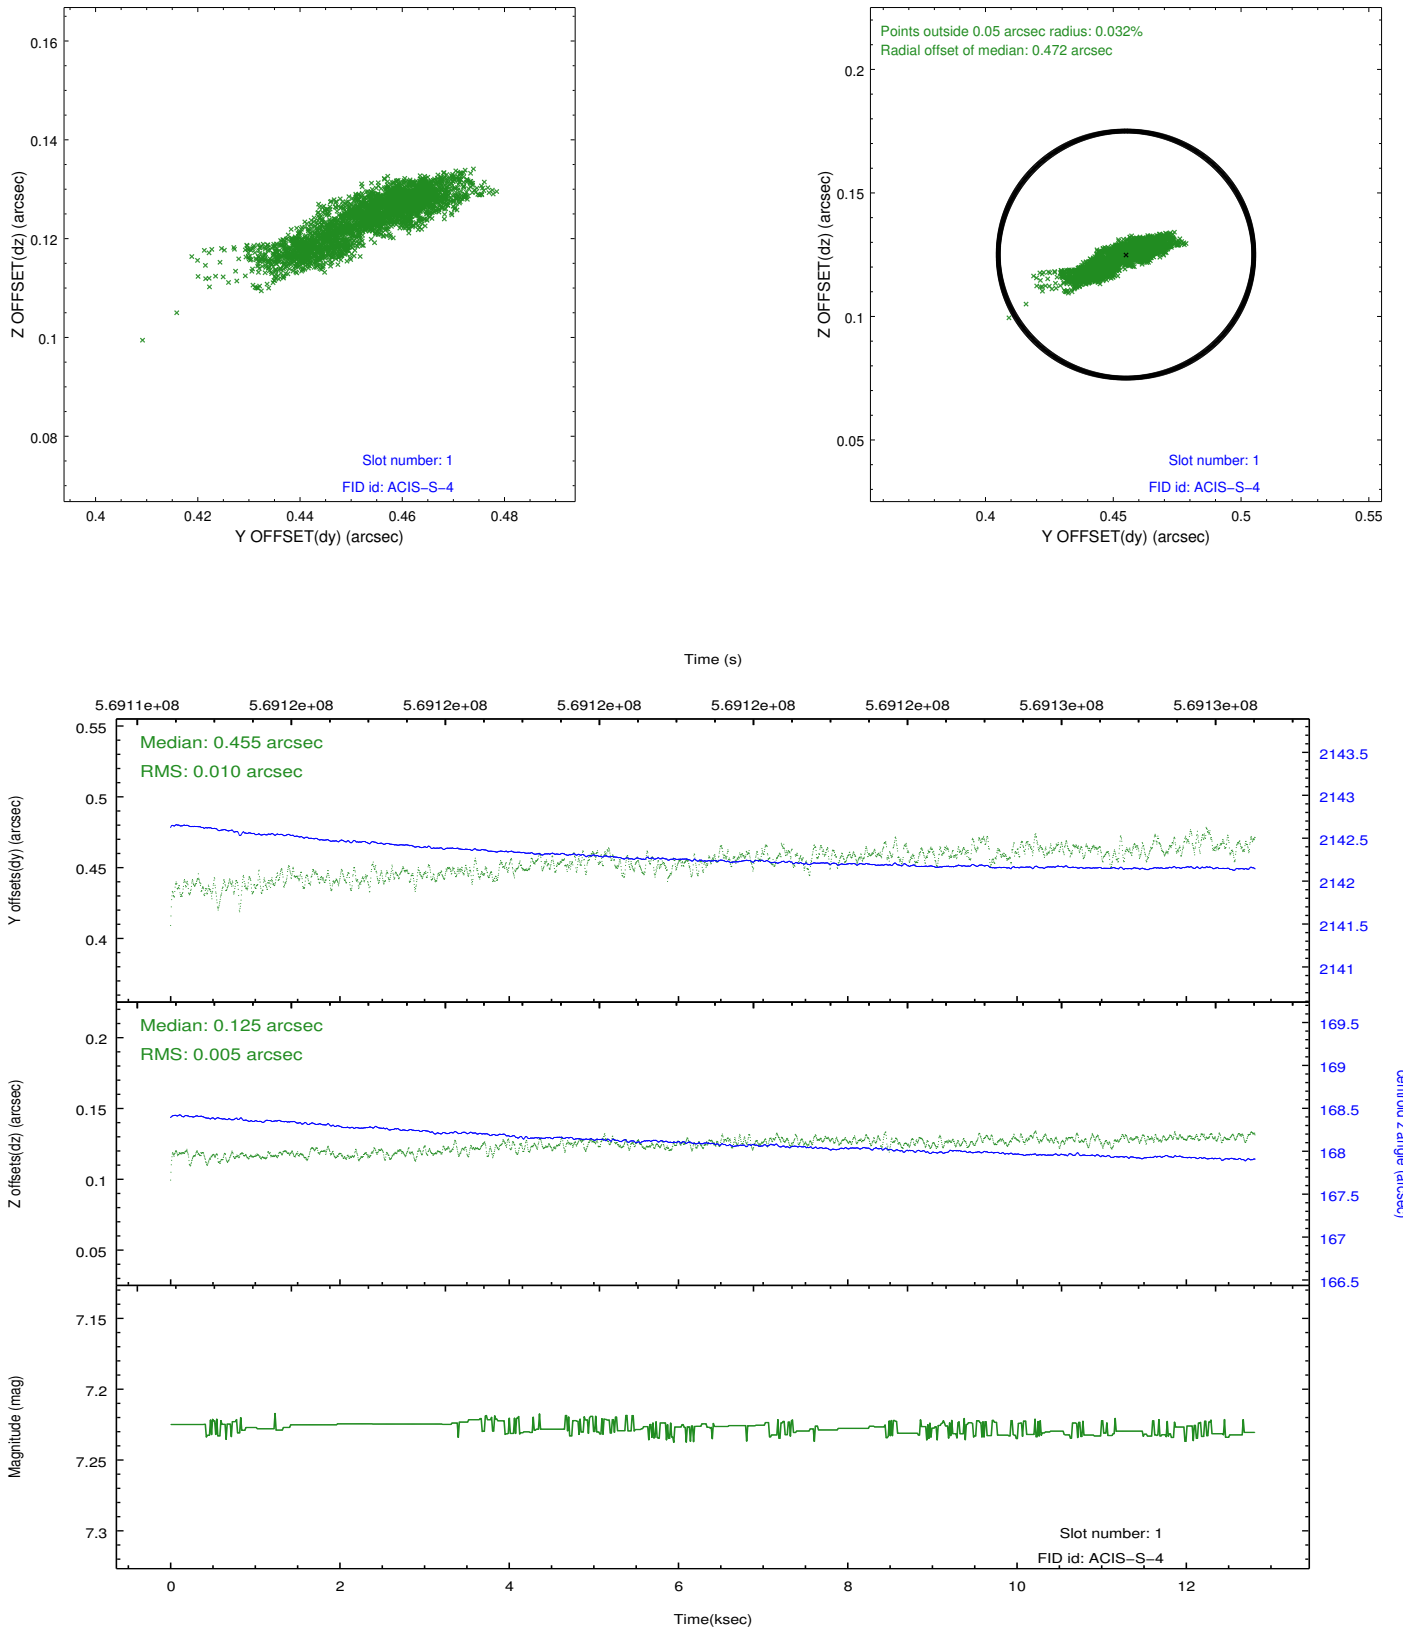 0.16
0.14
0.12
0.1
0.08
Z OFFSET(dz) (arcsec)
Slot number: 1
FID id: ACIS−S−4
0.4 0.42 0.44 0.46 0.48
Y OFFSET(dy) (arcsec)
Points outside 0.05 arcsec radius: 0.032%
Radial offset of median: 0.472 arcsec
0.2
0.15
0.1
0.05
Z OFFSET(dz) (arcsec)
Slot number: 1
FID id: ACIS−S−4
0.4 0.45 0.5 0.55
Y OFFSET(dy) (arcsec)
Time (s)
5.6911e+08 5.6912e+08 5.6912e+08 5.6912e+08 5.6912e+08 5.6912e+08 5.6913e+08 5.6913e+08
Median: 0.455 arcsec
RMS: 0.010 arcsec
0.55
0.5
0.45
0.4
Y offsets(dy) (arcsec)
2143.5
2143
2142.5
2142
2141.5
2141
Median: 0.125 arcsec
RMS: 0.005 arcsec
0.2
0.15
0.1
0.05
Z offsets(dz) (arcsec)
169.5
169
168.5
168
167.5
167
166.5
centroid z angle (arcsec)
7.15
7.2
7.25
7.3
Magnitude (mag)
Slot number: 1
FID id: ACIS−S−4
0 2 4 6 8 10 12
Time(ksec)